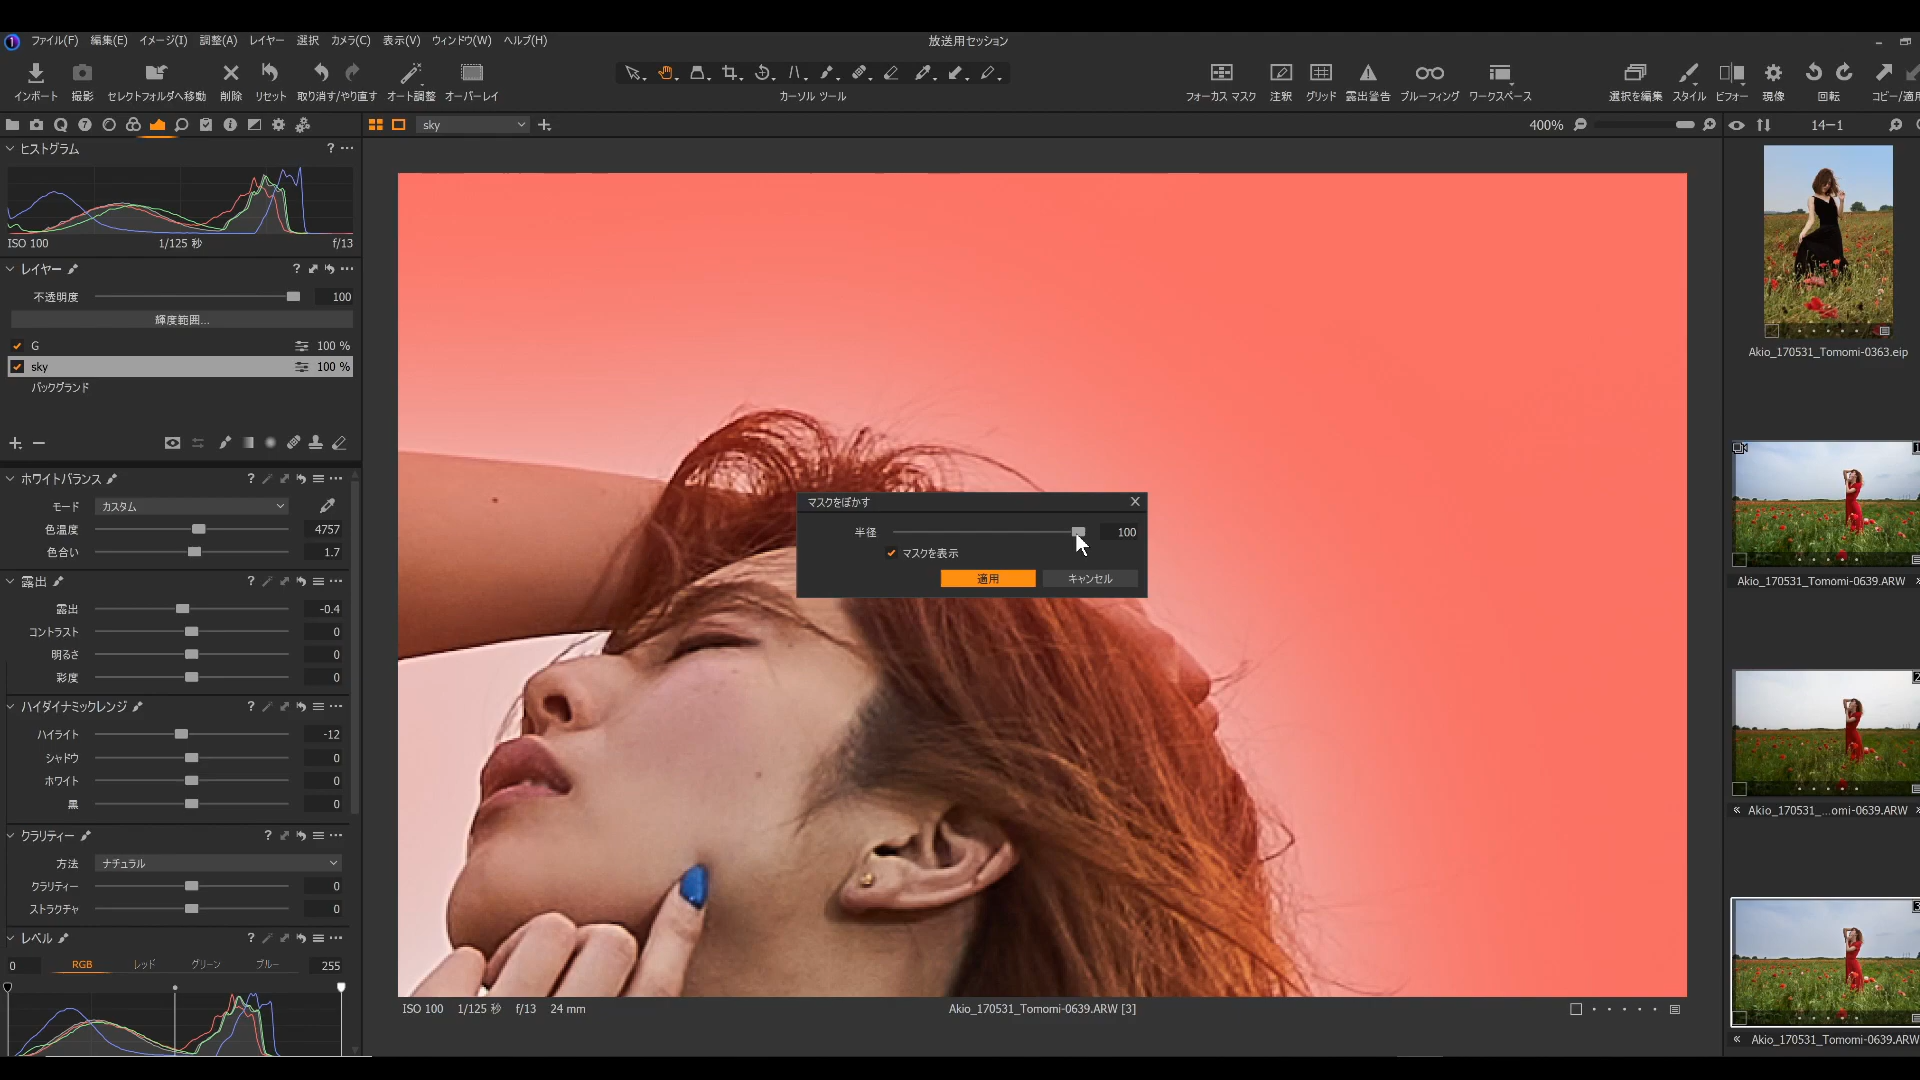 ファイル(F) 編集(E) イメージ(I) 調整(A) レイヤー 選択 カメラ(C) 表示(V) ウィンドウ(W) ヘルプ(H)
放送用セッション
インポート 撮影 セレクトフォルダへ移動 削除 リセット 取り消す/やり直す オート調整 オーバーレイ
カーソル ツール
フォーカス マスク 注釈 グリッド 露出警告 プルーフィング ワークスペース
選択を編集 スタイル ビフォー 現像 回転 コピー/適用
sky
400%
14–1
ヒストグラム
ISO 100 1/125 秒 f/13
レイヤー
不透明度 100
輝度範囲...
G 100 %
sky 100 %
バックグランド
ホワイトバランス
モード カスタム
色温度 4757
色合い 1.7
露出
露出 -0.4
コントラスト 0
明るさ 0
彩度 0
ハイダイナミックレンジ
ハイライト -12
シャドウ 0
ホワイト 0
黒 0
クラリティー
方法 ナチュラル
クラリティー 0
ストラクチャ 0
レベル
0 RGB レッド グリーン ブルー 255
マスクをぼかす
半径 100
マスクを表示
適用 キャンセル
ISO 100 1/125 秒 f/13 24 mm
Akio_170531_Tomomi-0639.ARW [3]
Akio_170531_Tomomi-0363.eip
1
Akio_170531_Tomomi-0639.ARW »
2
« Akio_170531_...omi-0639.ARW »
3
« Akio_170531_Tomomi-0639.ARW